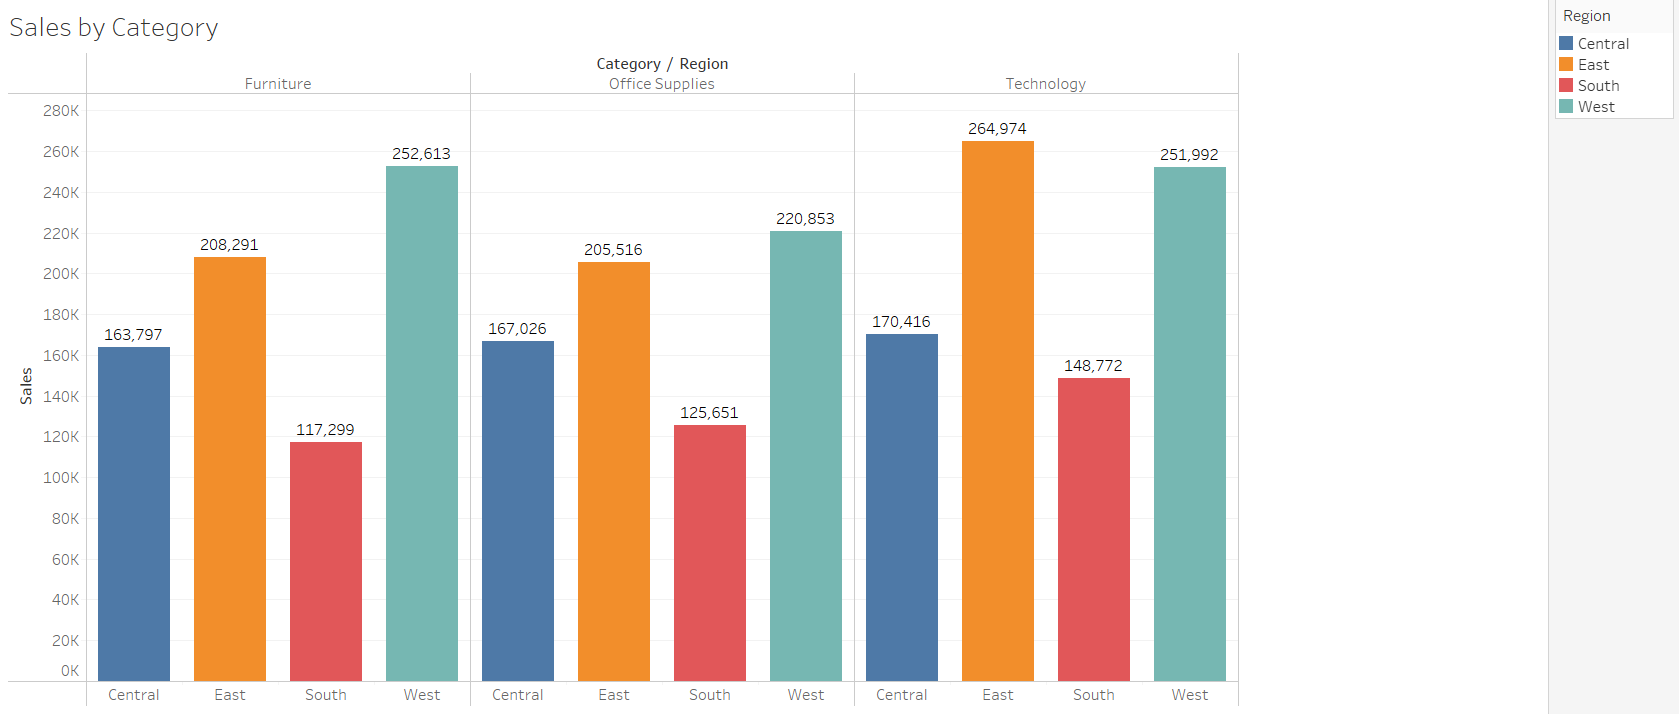 Sales by Category
Category / Region
Furniture Office Supplies Technology
Sales
280K
260K
240K
220K
200K
180K
160K
140K
120K
100K
80K
60K
40K
20K
0K
163,797 208,291 117,299 252,613
167,026 205,516 125,651 220,853
170,416 264,974 148,772 251,992
Central East South West Central East South West Central East South West
Region
Central
East
South
West